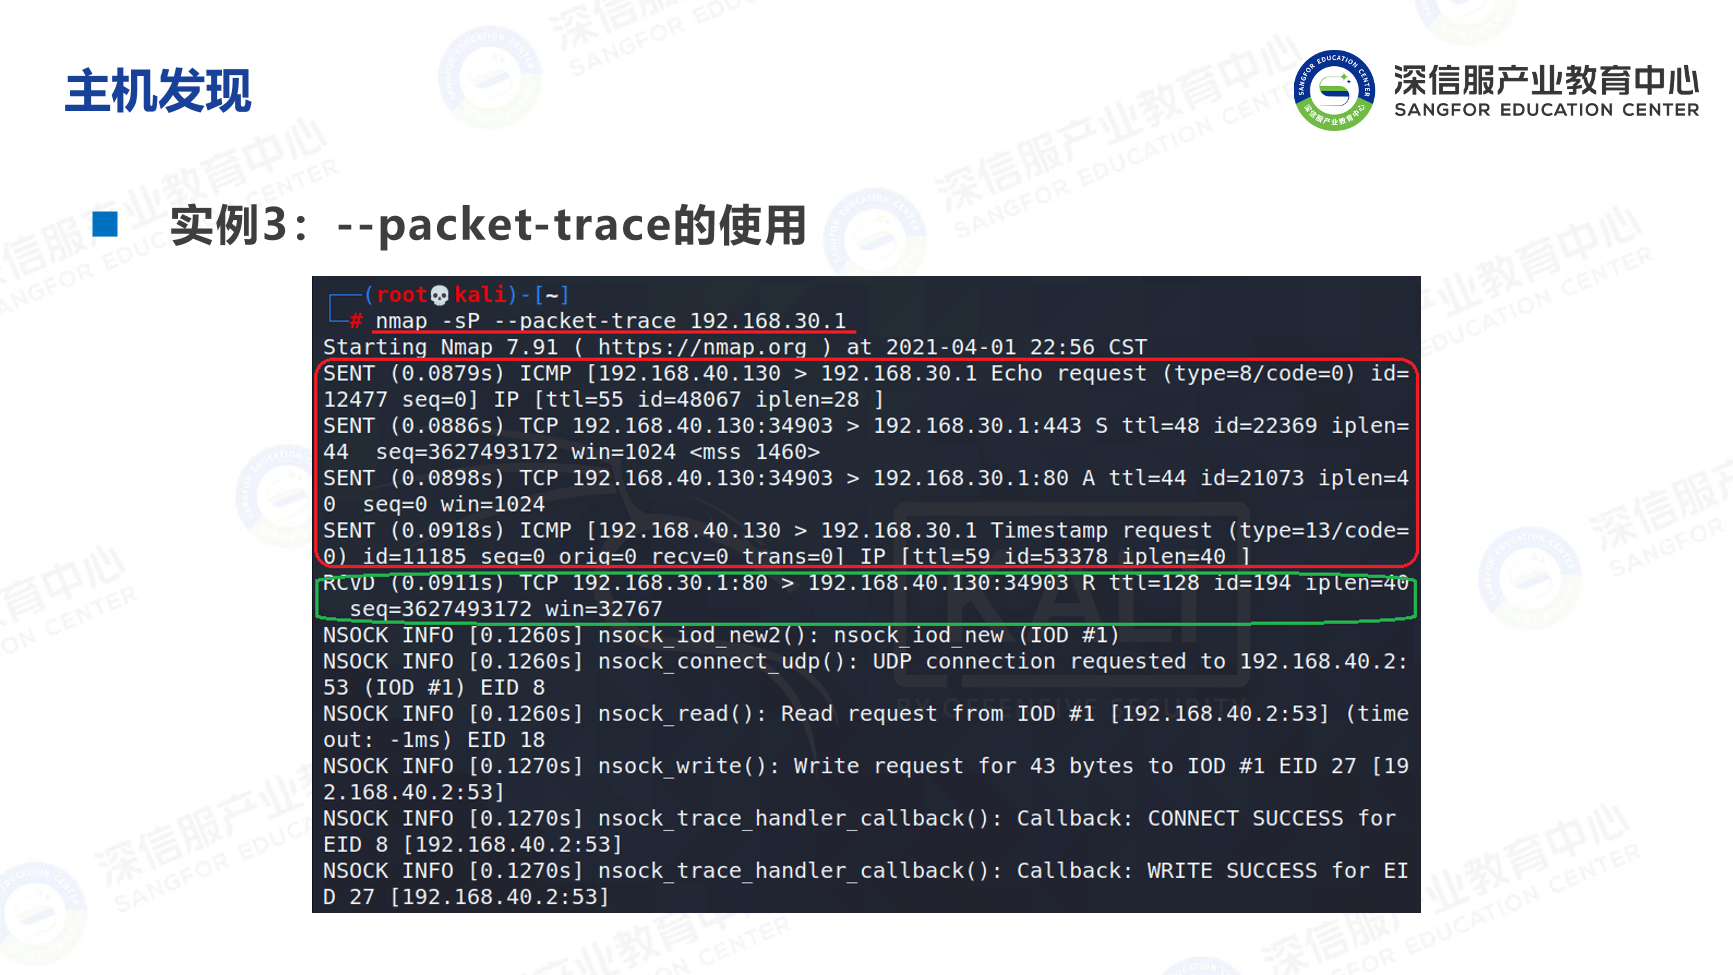 主机发现
深信服产业教育中心
SANGFOR EDUCATION CENTER
实例3：--packet-trace的使用
(root💀kali)-[~]
# nmap -sP --packet-trace 192.168.30.1
Starting Nmap 7.91 ( https://nmap.org ) at 2021-04-01 22:56 CST
SENT (0.0879s) ICMP [192.168.40.130 > 192.168.30.1 Echo request (type=8/code=0) id=
12477 seq=0] IP [ttl=55 id=48067 iplen=28 ]
SENT (0.0886s) TCP 192.168.40.130:34903 > 192.168.30.1:443 S ttl=48 id=22369 iplen=
44  seq=3627493172 win=1024 <mss 1460>
SENT (0.0898s) TCP 192.168.40.130:34903 > 192.168.30.1:80 A ttl=44 id=21073 iplen=4
0  seq=0 win=1024
SENT (0.0918s) ICMP [192.168.40.130 > 192.168.30.1 Timestamp request (type=13/code=
0) id=11185 seq=0 orig=0 recv=0 trans=0] IP [ttl=59 id=53378 iplen=40 ]
RCVD (0.0911s) TCP 192.168.30.1:80 > 192.168.40.130:34903 R ttl=128 id=194 iplen=40
  seq=3627493172 win=32767
NSOCK INFO [0.1260s] nsock_iod_new2(): nsock_iod_new (IOD #1)
NSOCK INFO [0.1260s] nsock_connect_udp(): UDP connection requested to 192.168.40.2:
53 (IOD #1) EID 8
NSOCK INFO [0.1260s] nsock_read(): Read request from IOD #1 [192.168.40.2:53] (time
out: -1ms) EID 18
NSOCK INFO [0.1270s] nsock_write(): Write request for 43 bytes to IOD #1 EID 27 [19
2.168.40.2:53]
NSOCK INFO [0.1270s] nsock_trace_handler_callback(): Callback: CONNECT SUCCESS for
EID 8 [192.168.40.2:53]
NSOCK INFO [0.1270s] nsock_trace_handler_callback(): Callback: WRITE SUCCESS for EI
D 27 [192.168.40.2:53]